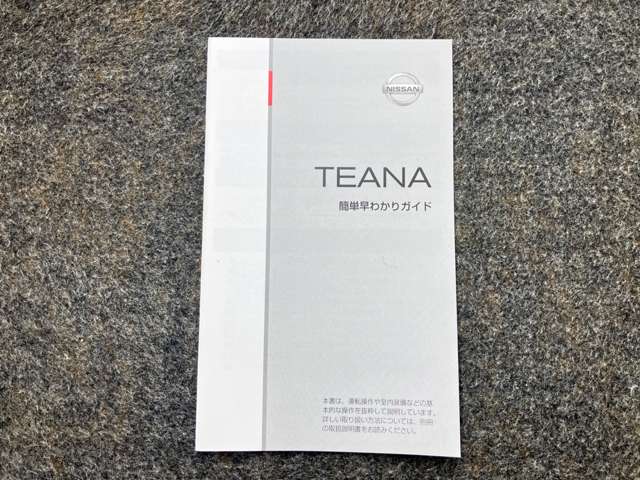 NISSAN
TEANA
簡単早わかりガイド
本書は、運転操作や室内装備などの基
本的な操作を抜粋して説明しています。
詳しい取り扱い方法については、別冊
の取扱説明書をお読みください。